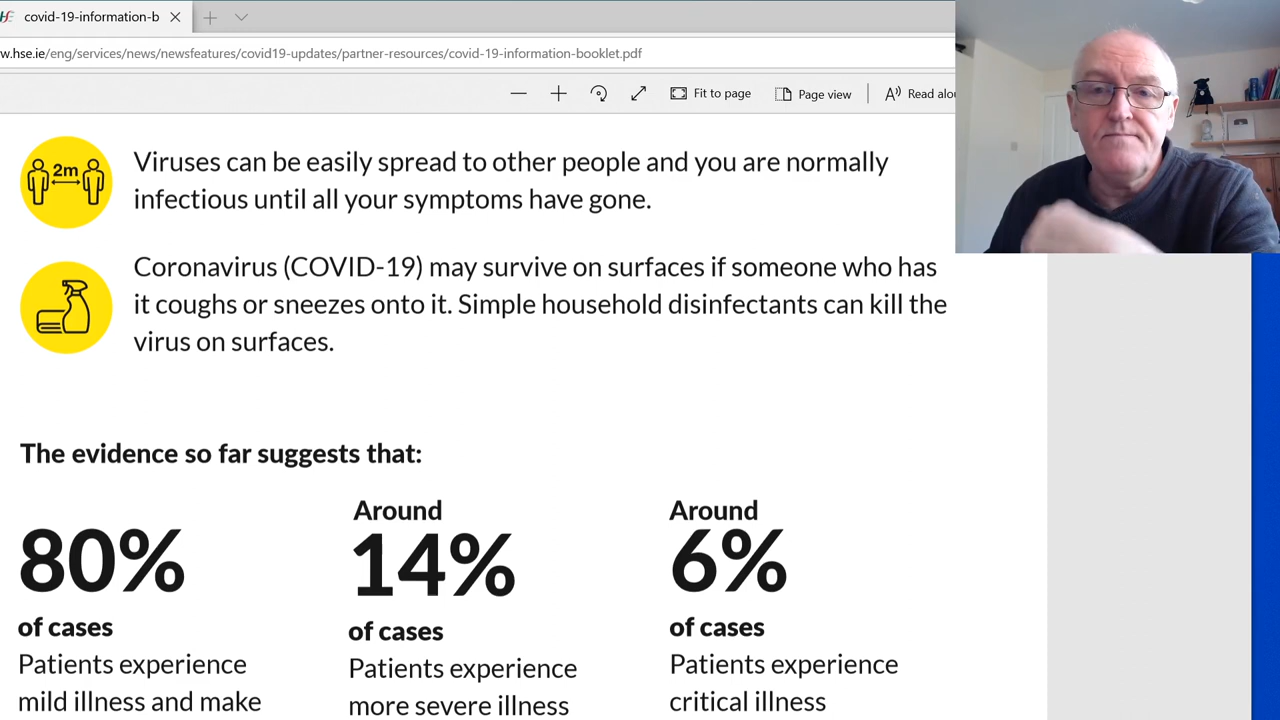 covid-19-information-b
w.hse.ie/eng/services/news/newsfeatures/covid19-updates/partner-resources/covid-19-information-booklet.pdf
Fit to page
Page view
Read alou
2m
Viruses can be easily spread to other people and you are normally
infectious until all your symptoms have gone.
Coronavirus (COVID-19) may survive on surfaces if someone who has
it coughs or sneezes onto it. Simple household disinfectants can kill the
virus on surfaces.
The evidence so far suggests that:
80%
of cases
Patients experience
mild illness and make
Around
14%
of cases
Patients experience
more severe illness
Around
6%
of cases
Patients experience
critical illness